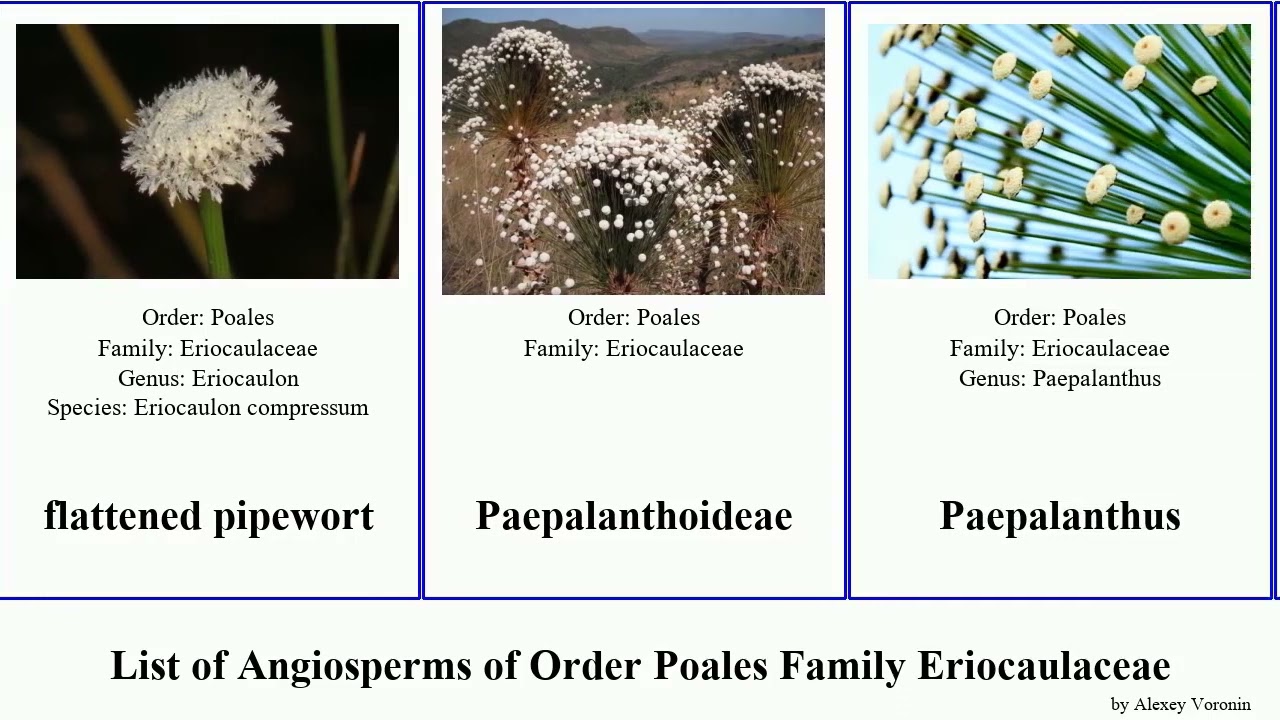 Order: Poales
Family: Eriocaulaceae
Genus: Eriocaulon
Species: Eriocaulon compressum
flattened pipewort
Order: Poales
Family: Eriocaulaceae
Paepalanthoideae
Order: Poales
Family: Eriocaulaceae
Genus: Paepalanthus
Paepalanthus
List of Angiosperms of Order Poales Family Eriocaulaceae
by Alexey Voronin